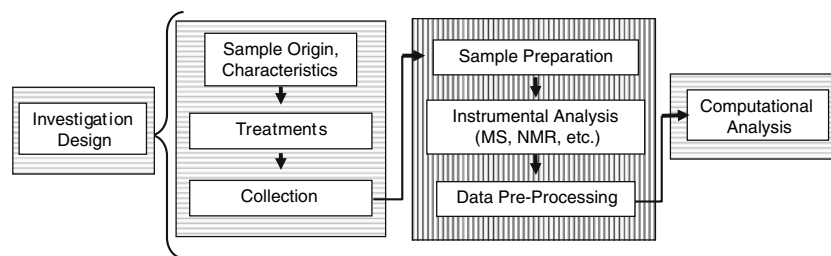 Investigation
Design
Sample Origin,
Characteristics
Treatments
Collection
Sample Preparation
Instrumental Analysis
(MS, NMR, etc.)
Data Pre-Processing
Computational
Analysis